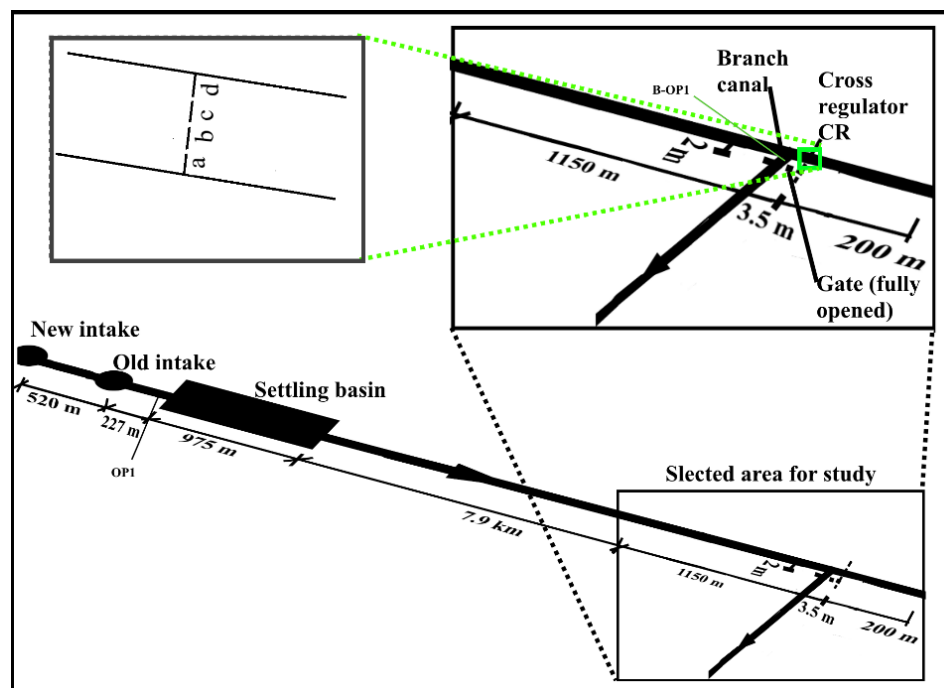 a b c d
Branch
canal
B-OP1
Cross
regulator
CR
2 m
1150 m
3.5 m
200 m
Gate (fully
opened)
New intake
Old intake
Settling basin
520 m
227 m
OP1
975 m
7.9 km
Slected area for study
2 m
1150 m
3.5 m
200 m